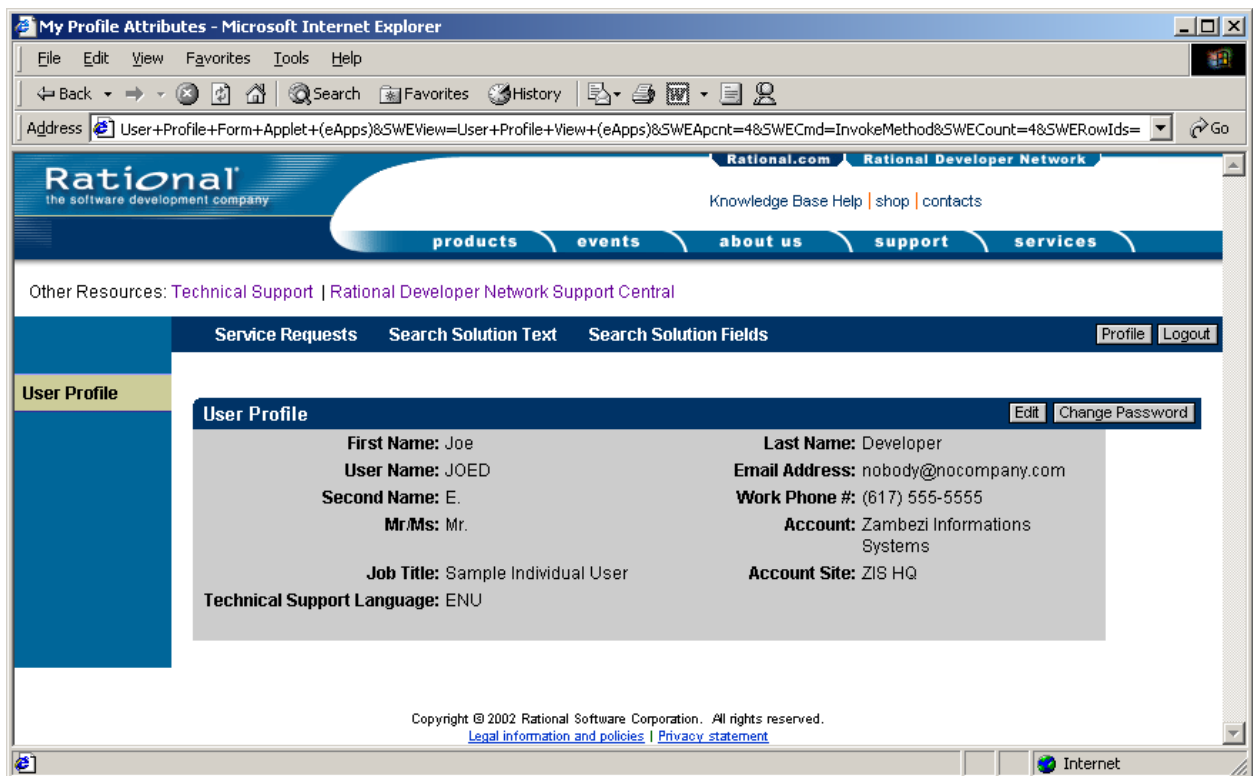 My Profile Attributes - Microsoft Internet Explorer
File Edit View Favorites Tools Help
Back Search Favorites History
Address User+Profile+Form+Applet+(eApps)&SWEView=User+Profile+View+(eApps)&SWEApcnt=4&SWECmd=InvokeMethod&SWECount=4&SWERowIds= Go
Rational.com Rational Developer Network
Rational
the software development company
Knowledge Base Help | shop | contacts
products events about us support services
Other Resources: Technical Support | Rational Developer Network Support Central
Service Requests Search Solution Text Search Solution Fields Profile Logout
User Profile
User Profile Edit Change Password
First Name: Joe Last Name: Developer
User Name: JOED Email Address: nobody@nocompany.com
Second Name: E. Work Phone #: (617) 555-5555
Mr/Ms: Mr. Account: Zambezi Informations
Systems
Job Title: Sample Individual User Account Site: ZIS HQ
Technical Support Language: ENU
Copyright © 2002 Rational Software Corporation. All rights reserved.
Legal information and policies | Privacy statement
Internet